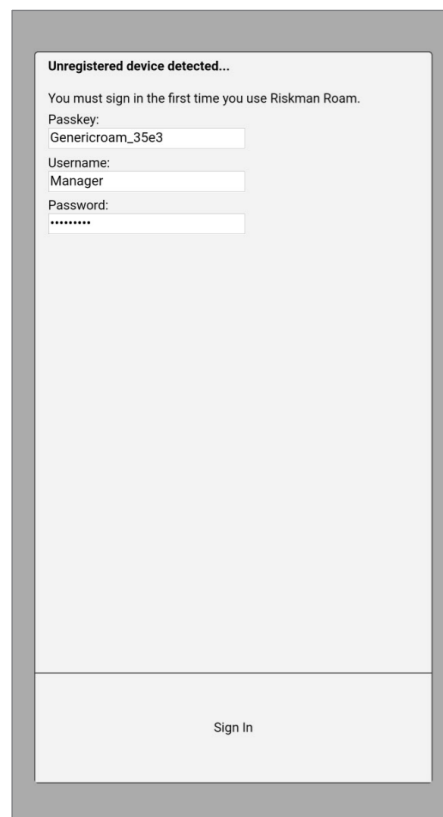 Unregistered device detected...
You must sign in the first time you use Riskman Roam.
Passkey:
Genericroam_35e3
Username:
Manager
Password:
•••••••••
Sign In